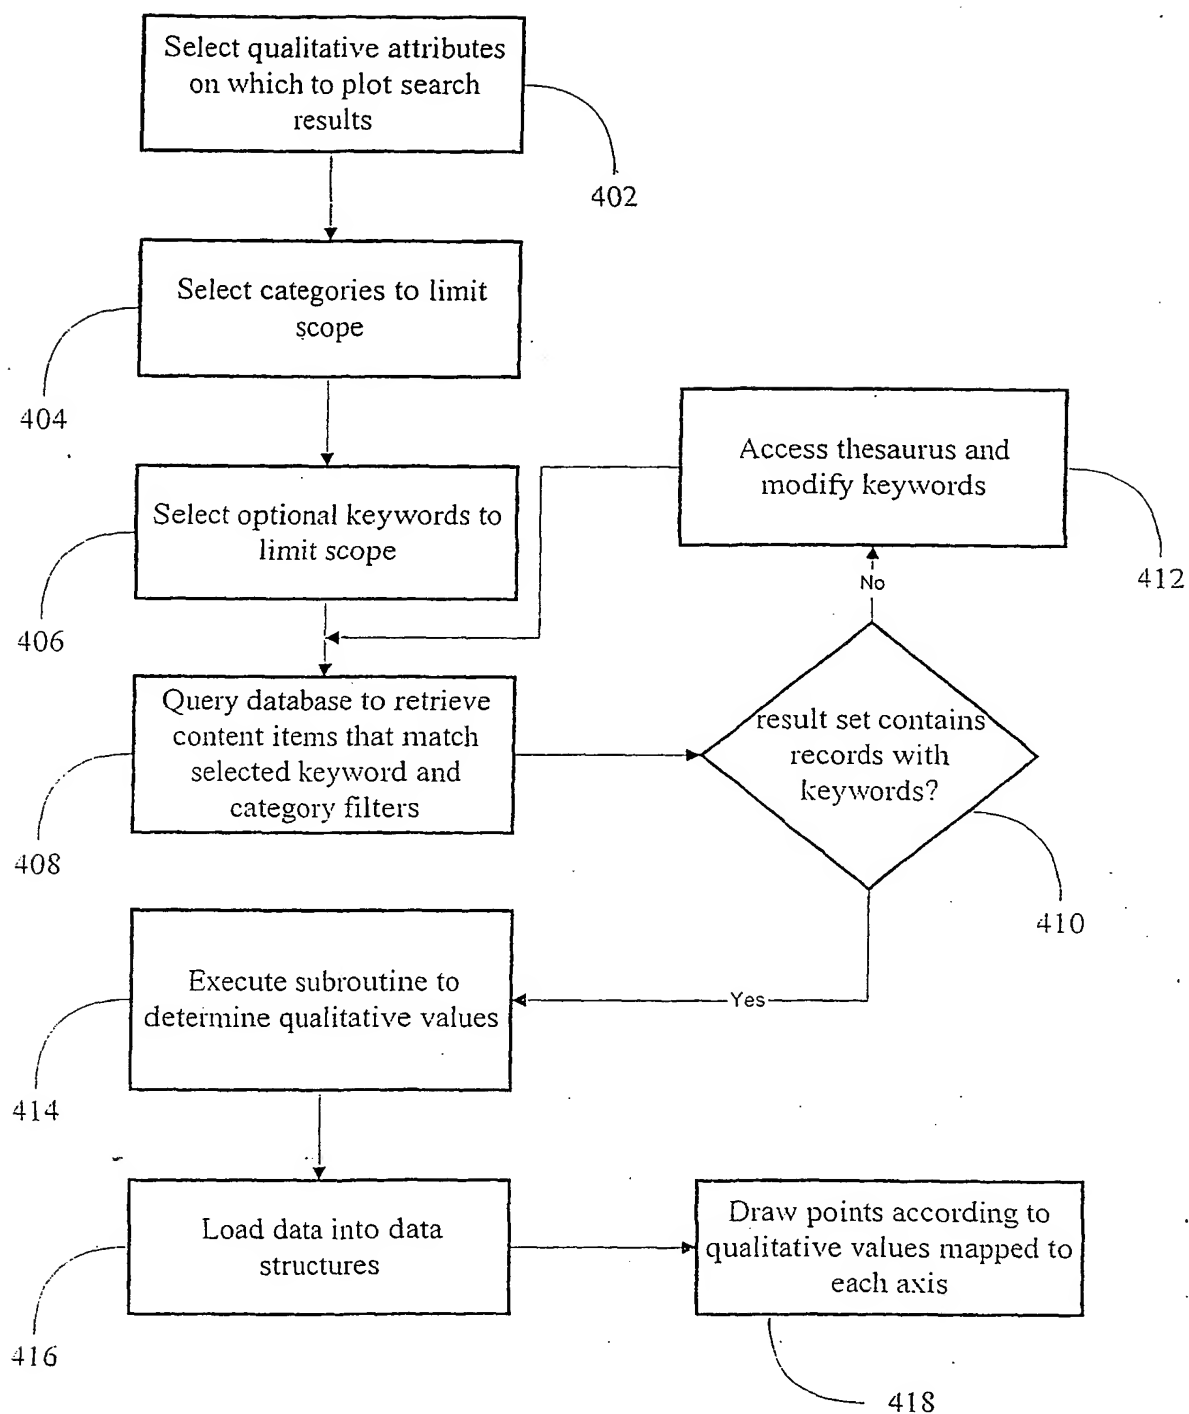 Select qualitative attributes
on which to plot search
results
402
Select categories to limit
scope
404
Access thesaurus and
modify keywords
412
Select optional keywords to
limit scope
406
No
Query database to retrieve
content items that match
selected keyword and
category filters
408
result set contains
records with
keywords?
410
Execute subroutine to
determine qualitative values
Yes
414
Load data into data
structures
416
Draw points according to
qualitative values mapped to
each axis
418